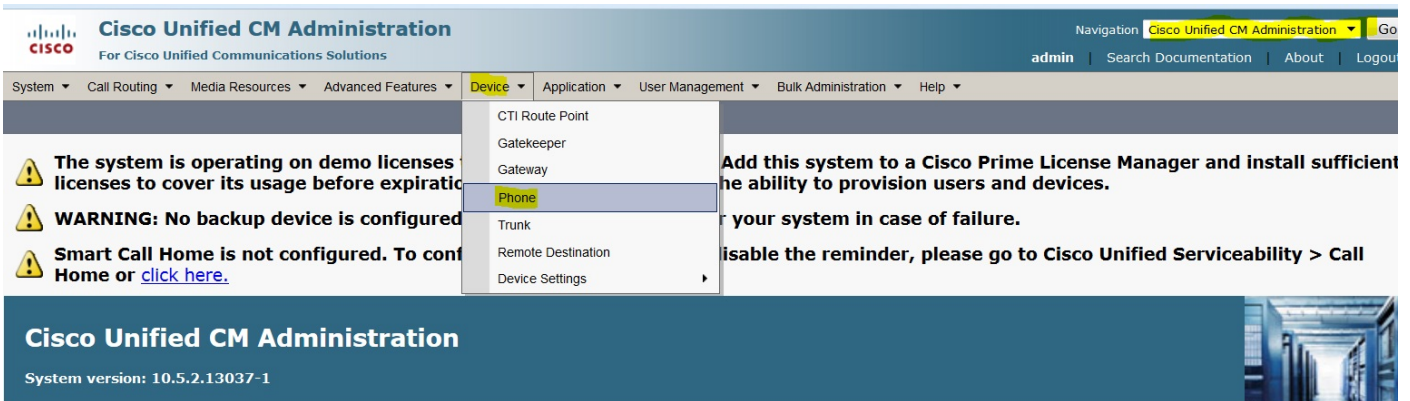 Cisco Unified CM Administration
For Cisco Unified Communications Solutions
CISCO
Navigation Cisco Unified CM Administration Go
admin | Search Documentation | About | Logout
System Call Routing Media Resources Advanced Features Device Application User Management Bulk Administration Help
CTI Route Point
Gatekeeper
Gateway
Phone
Trunk
Remote Destination
Device Settings
The system is operating on demo licenses Add this system to a Cisco Prime License Manager and install sufficient
licenses to cover its usage before he ability to provision users and devices.
WARNING: No backup device is configured your system in case of failure.
Smart Call Home is not configured. To isable the reminder, please go to Cisco Unified Serviceability > Call
Home or click here.
Cisco Unified CM Administration
System version: 10.5.2.13037-1